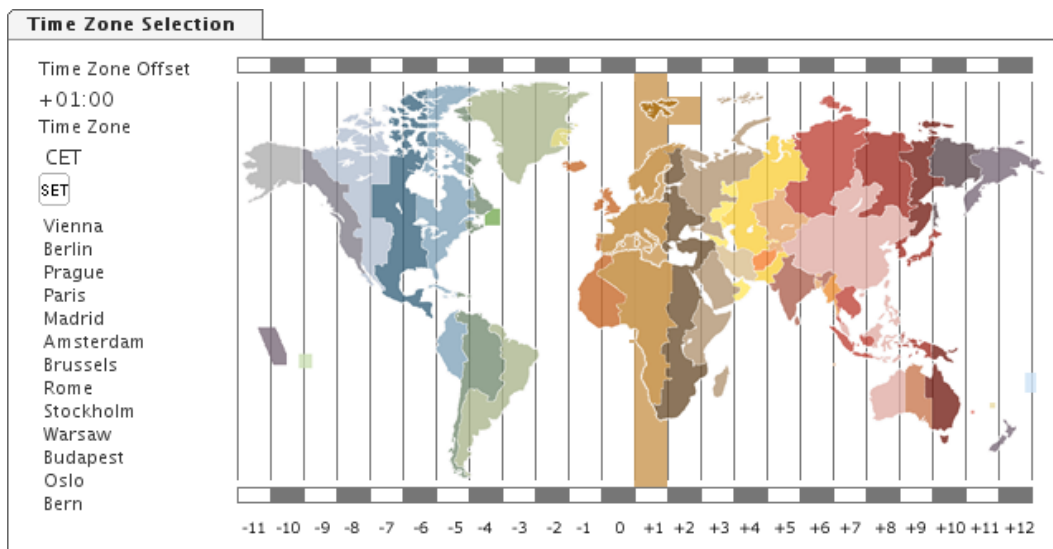 Time Zone Selection
Time Zone Offset
+01:00
Time Zone
CET
SET
Vienna
Berlin
Prague
Paris
Madrid
Amsterdam
Brussels
Rome
Stockholm
Warsaw
Budapest
Oslo
Bern
-11 -10 -9 -8 -7 -6 -5 -4 -3 -2 -1 0 +1 +2 +3 +4 +5 +6 +7 +8 +9 +10 +11 +12